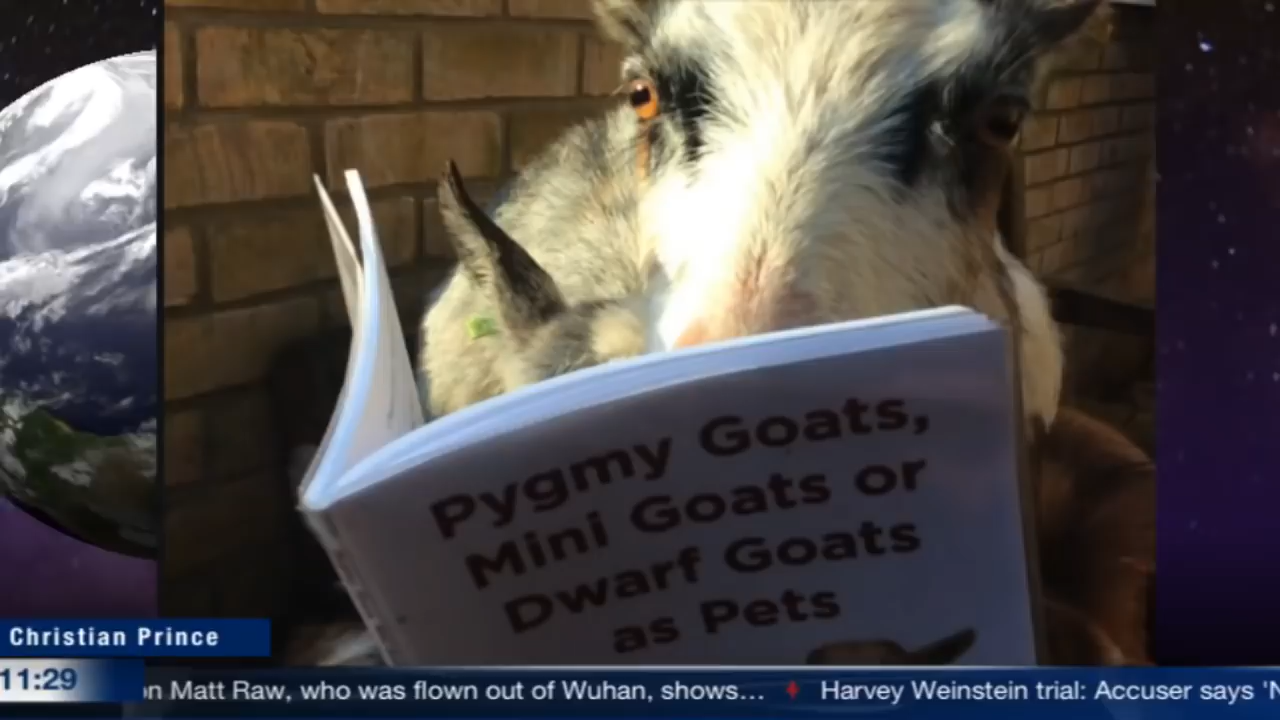 Pygmy Goats,
Mini Goats or
Dwarf Goats
as Pets
Christian Prince
11:29
on Matt Raw, who was flown out of Wuhan, shows... ♦ Harvey Weinstein trial: Accuser says 'N